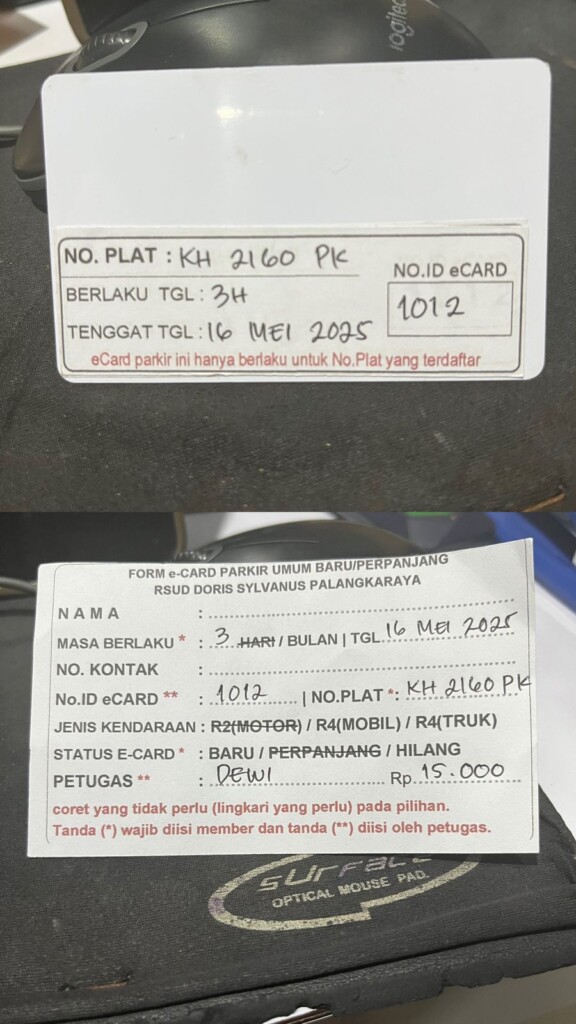 logitec
NO. PLAT : KH 2160 PK
NO.ID eCARD
BERLAKU TGL : 3H
1012
TENGGAT TGL : 16 MEI 2025
eCard parkir ini hanya berlaku untuk No.Plat yang terdaftar
FORM e-CARD PARKIR UMUM BARU/PERPANJANG
RSUD DORIS SYLVANUS PALANGKARAYA
NAMA :
MASA BERLAKU * : 3 HARI / BULAN | TGL 16 MEI 2025
NO. KONTAK :
No.ID eCARD ** : 1012 | NO.PLAT *: KH 2160 PK
JENIS KENDARAAN : R2(MOTOR) / R4(MOBIL) / R4(TRUK)
STATUS E-CARD * : BARU / PERPANJANG / HILANG
PETUGAS ** : DEWI Rp. 15.000
coret yang tidak perlu (lingkari yang perlu) pada pilihan.
Tanda (*) wajib diisi member dan tanda (**) diisi oleh petugas.
OPTICAL MOUSE PAD.